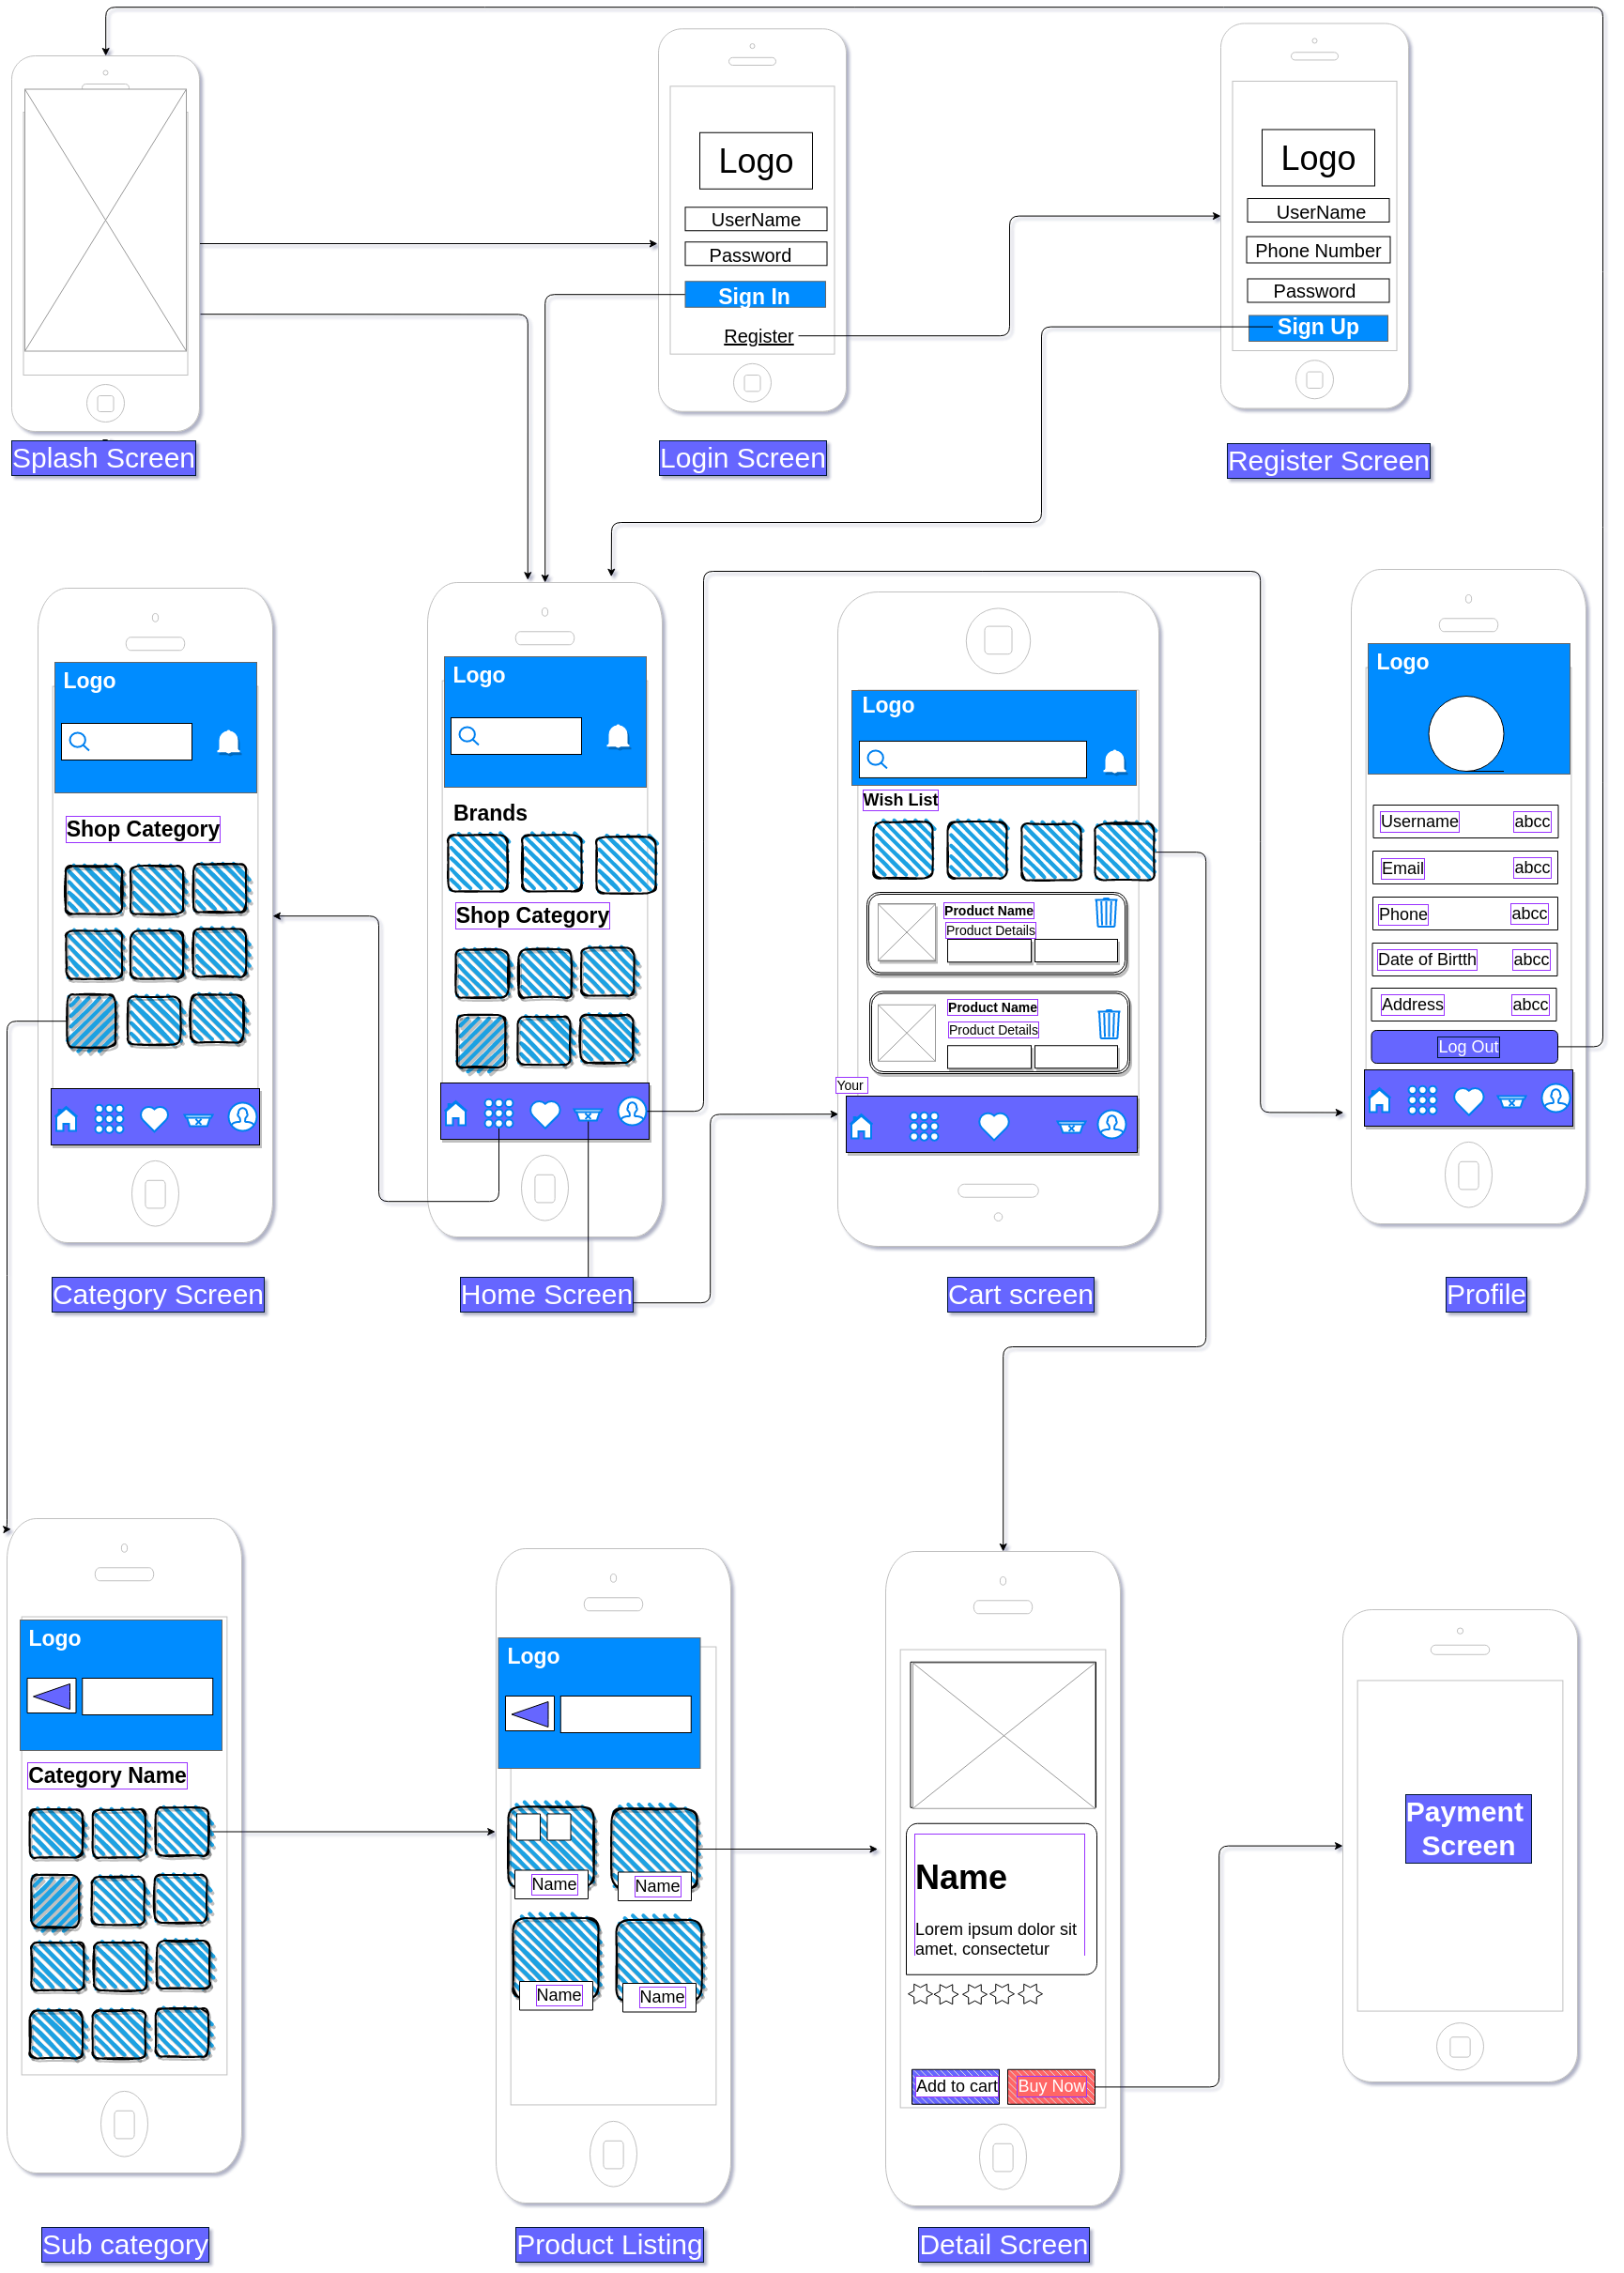 Logo
UserName
Password
Sign In
Register
Logo
UserName
Phone Number
Password
Sign Up
Splash Screen
Login Screen
Register Screen
Logo
Shop Category
Logo
Brands
Shop Category
Logo
Wish List
Product Name
Product Details
Product Name
Product Details
Your
Logo
Username abcc
Email abcc
Phone abcc
Date of Birtth abcc
Address abcc
Log Out
Category Screen
Home Screen
Cart screen
Profile
Logo
Category Name
Logo
Name
Name
Name
Name
Name
Lorem ipsum dolor sit
amet, consectetur
Add to cart
Buy Now
Payment
Screen
Sub category
Product Listing
Detail Screen